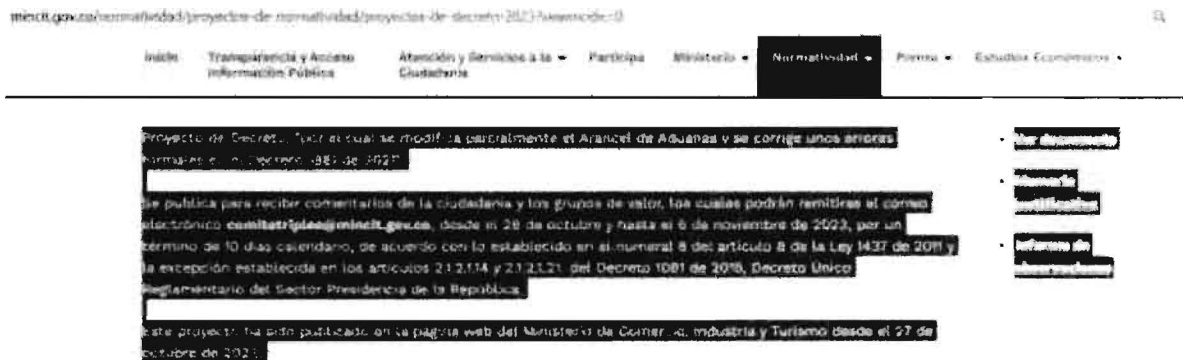 mincit.gov.co/normatividad/proyectos-de-normatividad/proyectos-de-decreto-2023?viewmode=0
Inicio
Transparencia y Acceso
Información Pública
Atención y Servicios a la
Ciudadanía
Participa
Ministerio
Normatividad
Prensa
Estudios Económicos
Proyecto de Decreto, "por el cual se modifica parcialmente el Arancel de Aduanas y se corrige unos errores
formales en el Decreto 1881 de 2021"
Se publica para recibir comentarios de la ciudadanía y los grupos de valor, los cuales podrán remitirse al correo
electrónico comitetriplea@mincit.gov.co, desde el 28 de octubre y hasta el 6 de noviembre de 2023, por un
término de 10 días calendario, de acuerdo con lo establecido en el numeral 8 del artículo 8 de la Ley 1437 de 2011 y
la excepción establecida en los artículos 2.1.2.1.14 y 2.1.2.1.21. del Decreto 1081 de 2015, Decreto Único
Reglamentario del Sector Presidencia de la República.
Este proyecto ha sido publicado en la página web del Ministerio de Comercio, Industria y Turismo desde el 27 de
octubre de 2023.
Ver documento